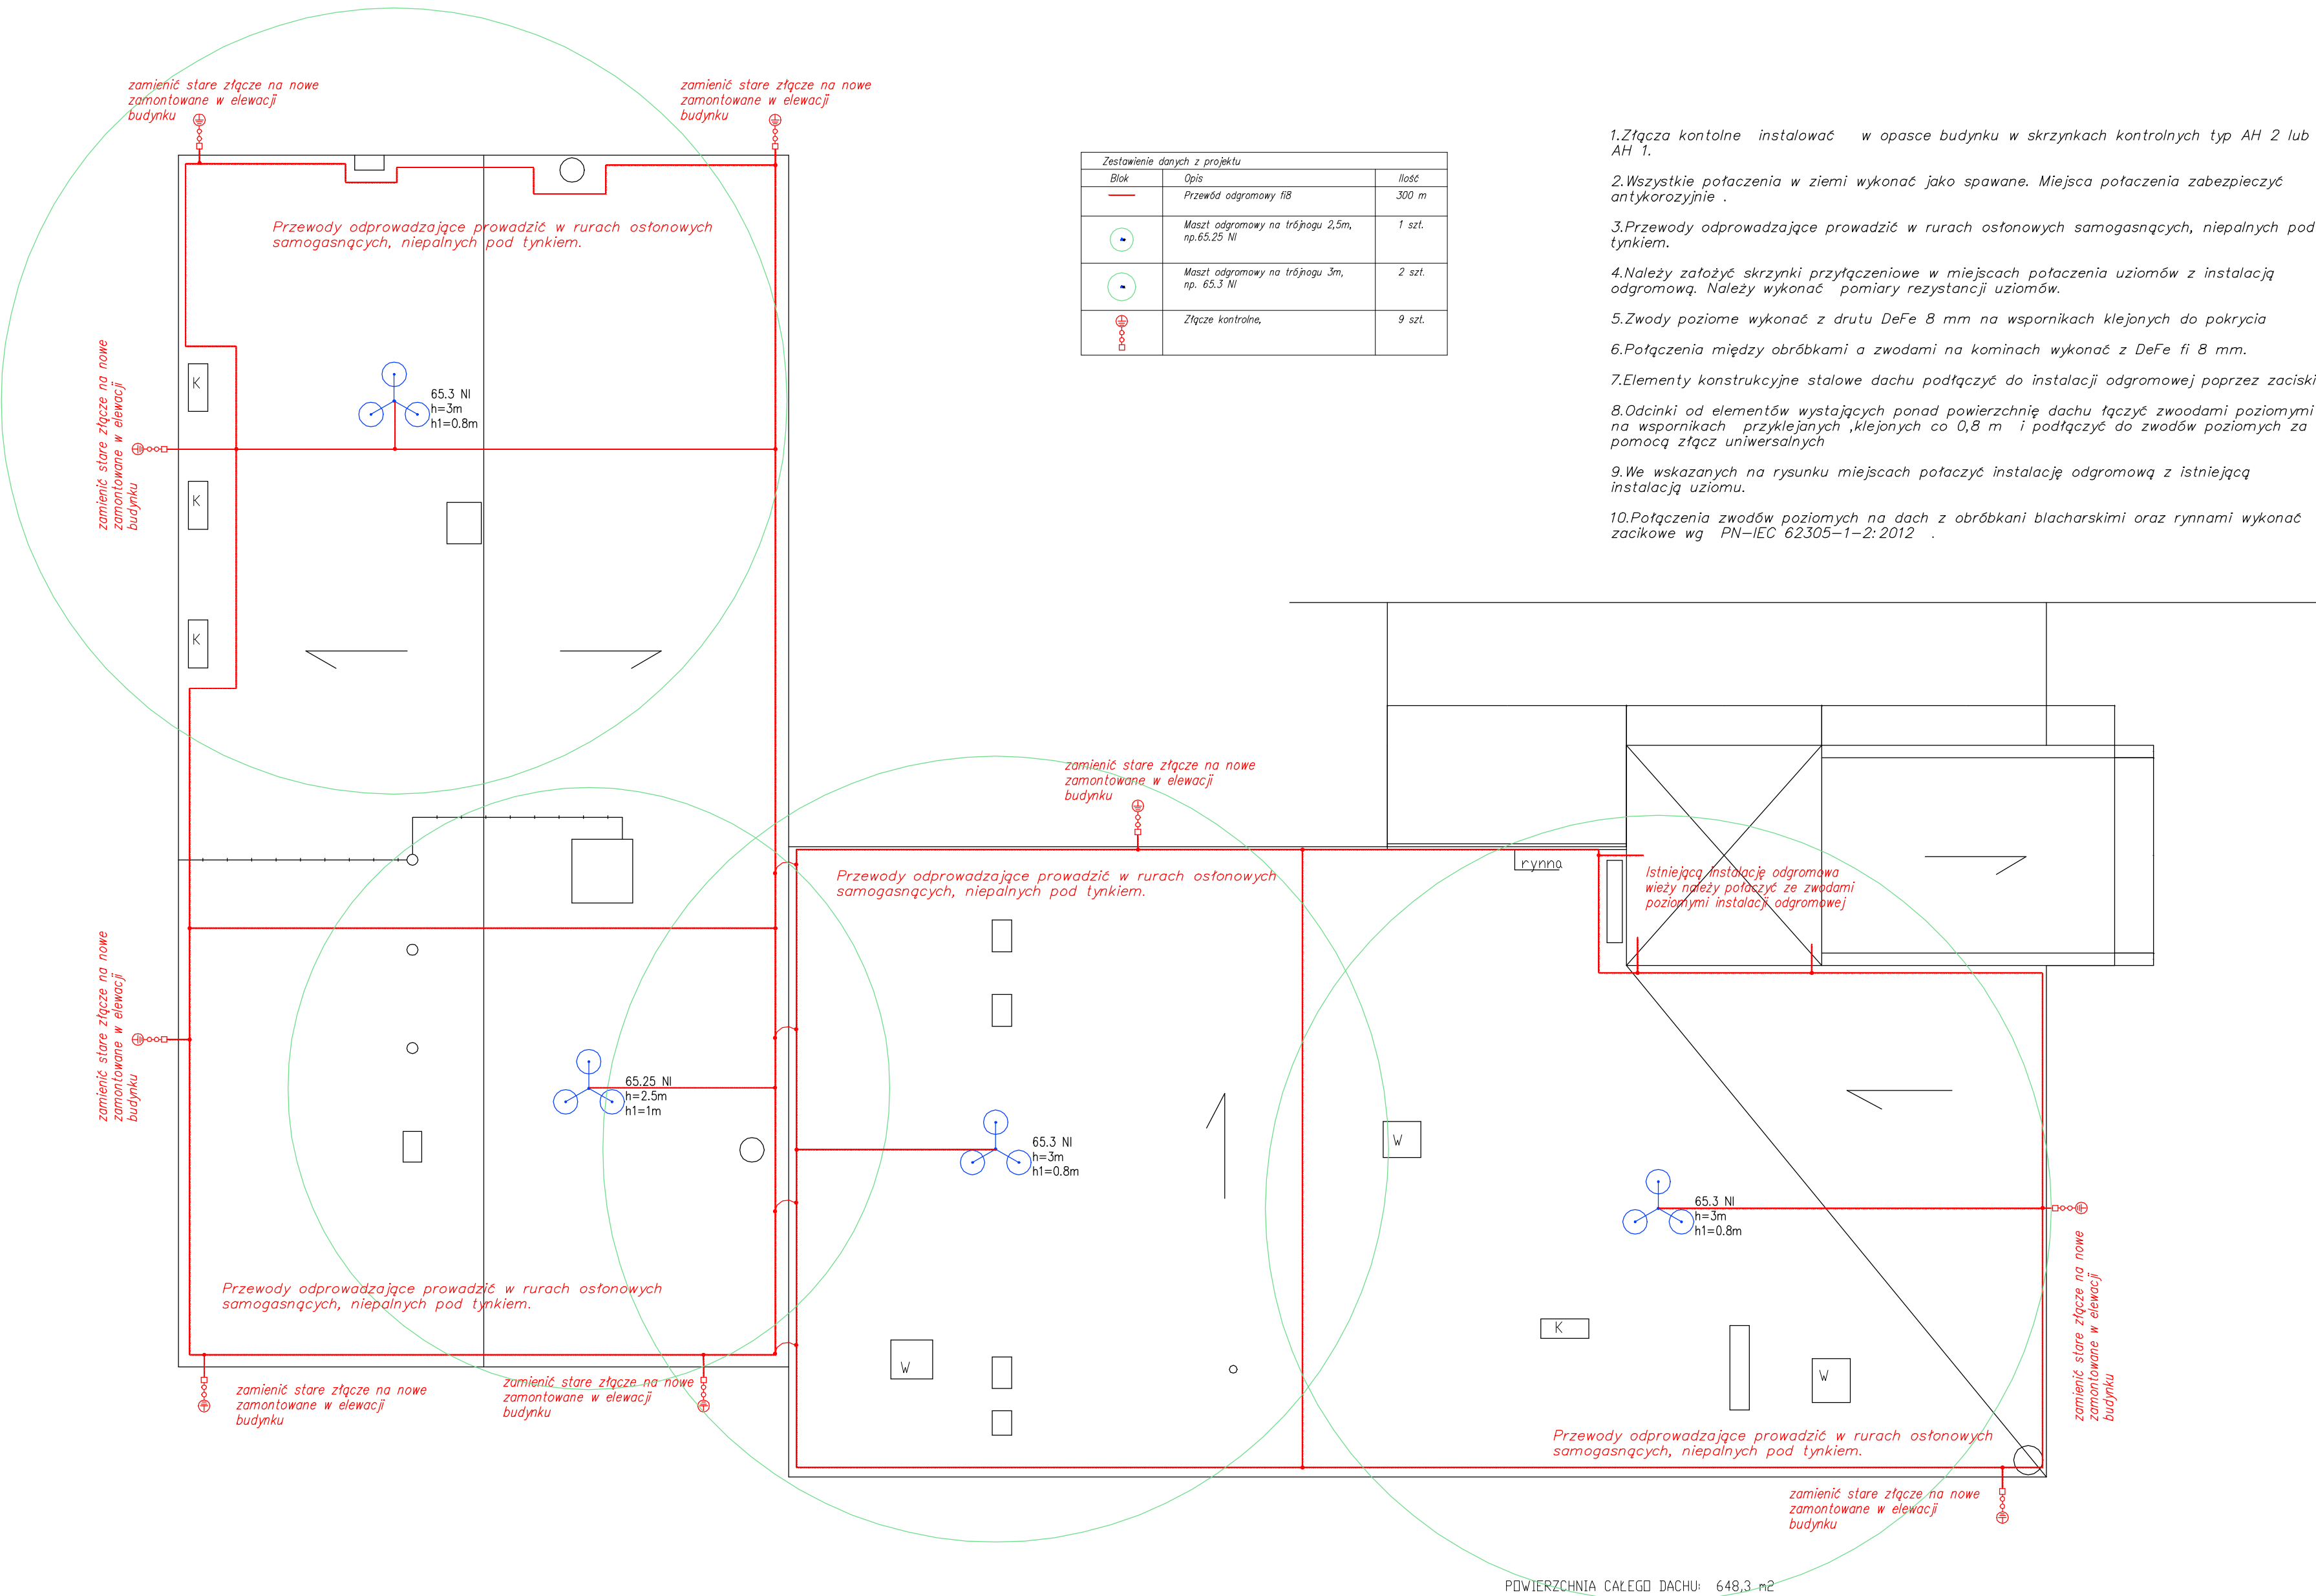 zamienić stare złącze na nowe
zamontowane w elewacji
budynku
zamienić stare złącze na nowe
zamontowane w elewacji
budynku
Przewody odprowadzające prowadzić w rurach osłonowych
samogasnących, niepalnych pod tynkiem.
zamienić stare złącze na nowe
zamontowane w elewacji
budynku
K
K
K
65.3 NI
h=3m
h1=0.8m
Zestawienie danych z projektu
Blok Opis Ilość
Przewód odgromowy fi8 300 m
Maszt odgromowy na trójnogu 2,5m, 1 szt.
np.65.25 NI
Maszt odgromowy na trójnogu 3m, 2 szt.
np. 65.3 NI
Złącze kontrolne, 9 szt.
1.Złącza kontolne instalować w opasce budynku w skrzynkach kontrolnych typ AH 2 lub
AH 1.
2.Wszystkie połaczenia w ziemi wykonać jako spawane. Miejsca połaczenia zabezpieczyć
antykorozyjnie .
3.Przewody odprowadzające prowadzić w rurach osłonowych samogasnących, niepalnych pod
tynkiem.
4.Należy założyć skrzynki przyłączeniowe w miejscach połaczenia uziomów z instalacją
odgromową. Należy wykonać pomiary rezystancji uziomów.
5.Zwody poziome wykonać z drutu DeFe 8 mm na wspornikach klejonych do pokrycia
6.Połączenia między obróbkami a zwodami na kominach wykonać z DeFe fi 8 mm.
7.Elementy konstrukcyjne stalowe dachu podłączyć do instalacji odgromowej poprzez zaciski
8.Odcinki od elementów wystających ponad powierzchnię dachu łączyć zwoodami poziomymi
na wspornikach przyklejanych ,klejonych co 0,8 m i podłączyć do zwodów poziomych za
pomocą złącz uniwersalnych
9.We wskazanych na rysunku miejscach połaczyć instalację odgromową z istniejącą
instalacją uziomu.
10.Połączenia zwodów poziomych na dach z obróbkani blacharskimi oraz rynnami wykonać
zacikowe wg PN-IEC 62305-1-2:2012 .
zamienić stare złącze na nowe
zamontowane w elewacji
budynku
Przewody odprowadzające prowadzić w rurach osłonowych
samogasnących, niepalnych pod tynkiem.
rynna
Istniejącą instalację odgromowa
wieży należy połaczyć ze zwodami
poziomymi instalacji odgromowej
zamienić stare złącze na nowe
zamontowane w elewacji
budynku
65.25 NI
h=2.5m
h1=1m
65.3 NI
h=3m
h1=0.8m
W
65.3 NI
h=3m
h1=0.8m
zamienić stare złącze na nowe
zamontowane w elewacji
budynku
Przewody odprowadzające prowadzić w rurach osłonowych
samogasnących, niepalnych pod tynkiem.
W
K
W
zamienić stare złącze na nowe
zamontowane w elewacji
budynku
zamienić stare złącze na nowe
zamontowane w elewacji
budynku
Przewody odprowadzające prowadzić w rurach osłonowych
samogasnących, niepalnych pod tynkiem.
zamienić stare złącze na nowe
zamontowane w elewacji
budynku
POWIERZCHNIA CAŁEGO DACHU: 648,3 m2